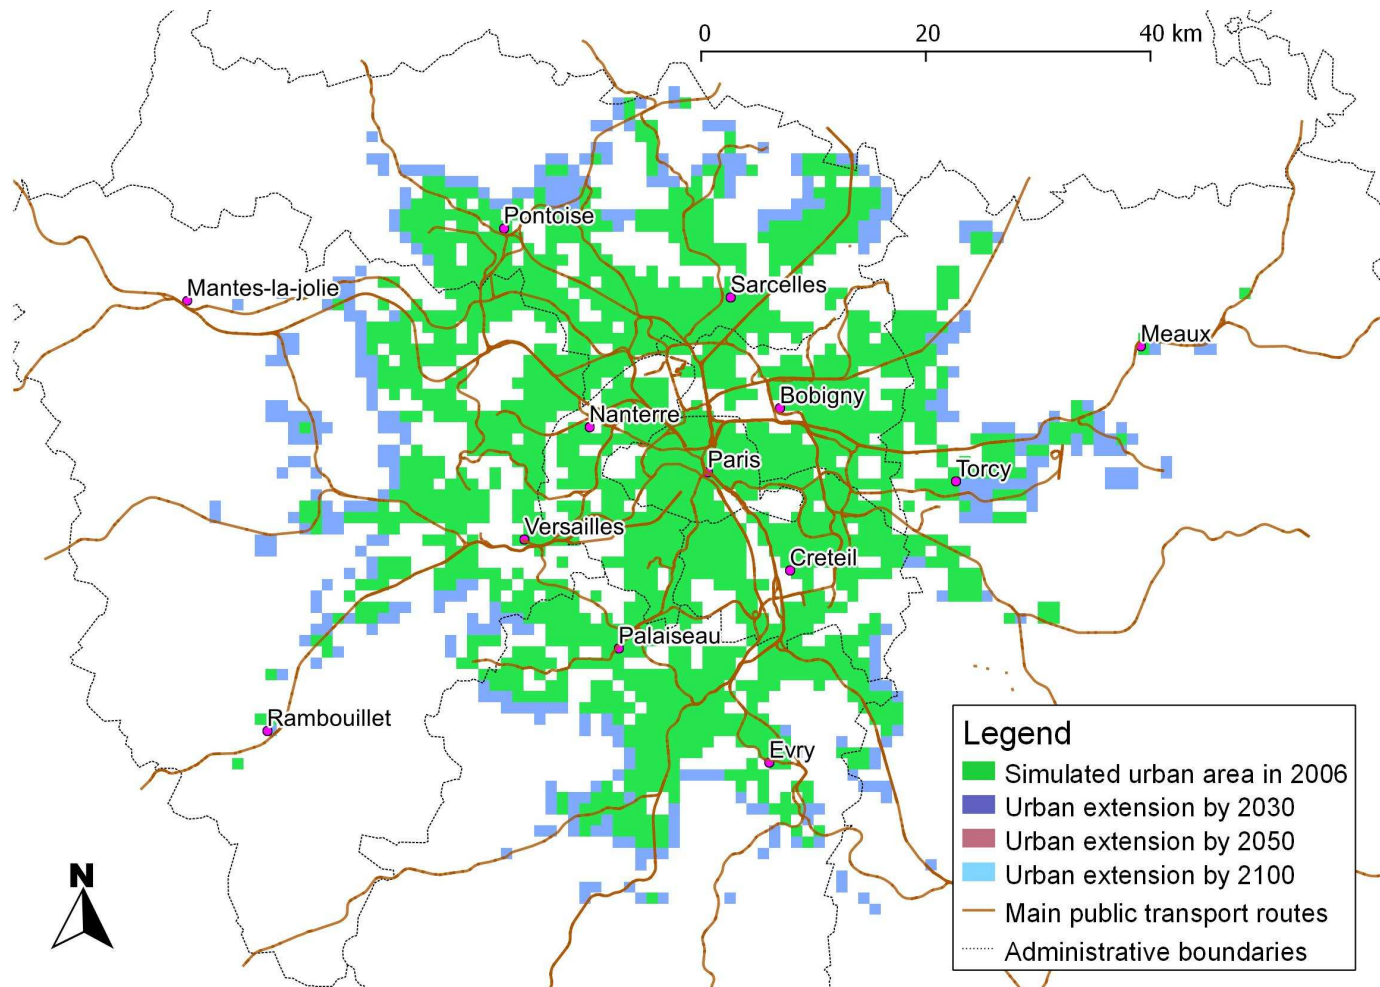 0 20 40 km
Pontoise
Mantes-la-jolie
Sarcelles
Meaux
Bobigny
Nanterre
Paris
Torcy
Versailles
Creteil
Palaiseau
Rambouillet
Evry
Legend
Simulated urban area in 2006
Urban extension by 2030
Urban extension by 2050
Urban extension by 2100
Main public transport routes
Administrative boundaries
N